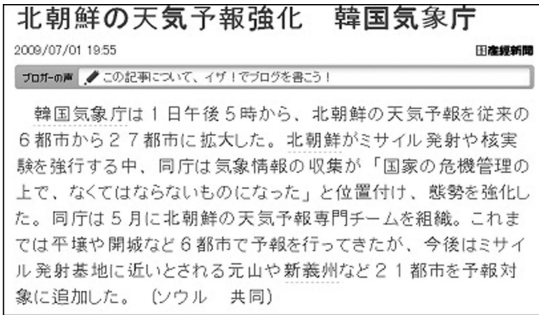 北朝鮮の天気予報強化　韓国気象庁
2009/07/01 19:55
産経新聞
ブロガーの声 この記事について、イザ！でブログを書こう！
　韓国気象庁は１日午後５時から、北朝鮮の天気予報を従来の
６都市から２７都市に拡大した。北朝鮮がミサイル発射や核実
験を強行する中、同庁は気象情報の収集が「国家の危機管理の
上で、なくてはならないものになった」と位置付け、態勢を強化し
た。同庁は５月に北朝鮮の天気予報専門チームを組織。これま
では平壌や開城など６都市で予報を行ってきたが、今後はミサイ
ル発射基地に近いとされる元山や新義州など２１都市を予報対
象に追加した。（ソウル　共同）